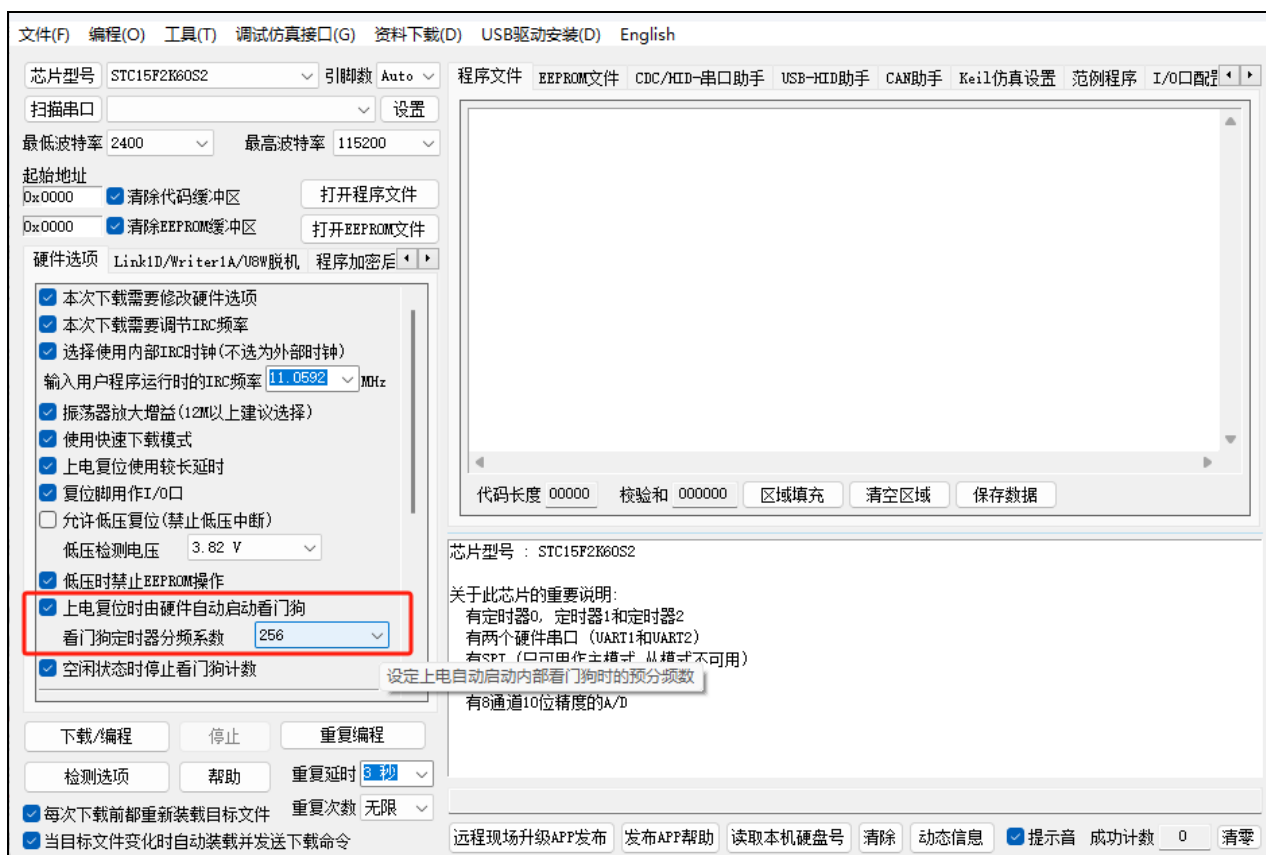 文件(F) 编程(O) 工具(T) 调试仿真接口(G) 资料下载(D) USB驱动安装(D) English
芯片型号 STC15F2K60S2 引脚数 Auto
扫描串口 设置
最低波特率 2400 最高波特率 115200
起始地址
0x0000 清除代码缓冲区 打开程序文件
0x0000 清除EEPROM缓冲区 打开EEPROM文件
硬件选项 Link1D/Writer1A/U8W脱机 程序加密后
本次下载需要修改硬件选项
本次下载需要调节IRC频率
选择使用内部IRC时钟(不选为外部时钟)
输入用户程序运行时的IRC频率 11.0592 MHz
振荡器放大增益(12M以上建议选择)
使用快速下载模式
上电复位使用较长延时
复位脚用作I/O口
允许低压复位(禁止低压中断)
低压检测电压 3.82 V
低压时禁止EEPROM操作
上电复位时由硬件自动启动看门狗
看门狗定时器分频系数 256
空闲状态时停止看门狗计数
下载/编程 停止 重复编程
检测选项 帮助 重复延时 3 秒
每次下载前都重新装载目标文件 重复次数 无限
当目标文件变化时自动装载并发送下载命令
程序文件 EEPROM文件 CDC/HID-串口助手 USB-HID助手 CAN助手 Keil仿真设置 范例程序 I/O口配
代码长度 00000 校验和 000000 区域填充 清空区域 保存数据
芯片型号 : STC15F2K60S2
关于此芯片的重要说明:
有定时器0, 定时器1和定时器2
有两个硬件串口 (UART1和UART2)
有SPI (只可用作主模式,从模式不可用)
设定上电自动启动内部看门狗时的预分频数
有8通道10位精度的A/D
远程现场升级APP发布 发布APP帮助 读取本机硬盘号 清除 动态信息 提示音 成功计数 0 清零